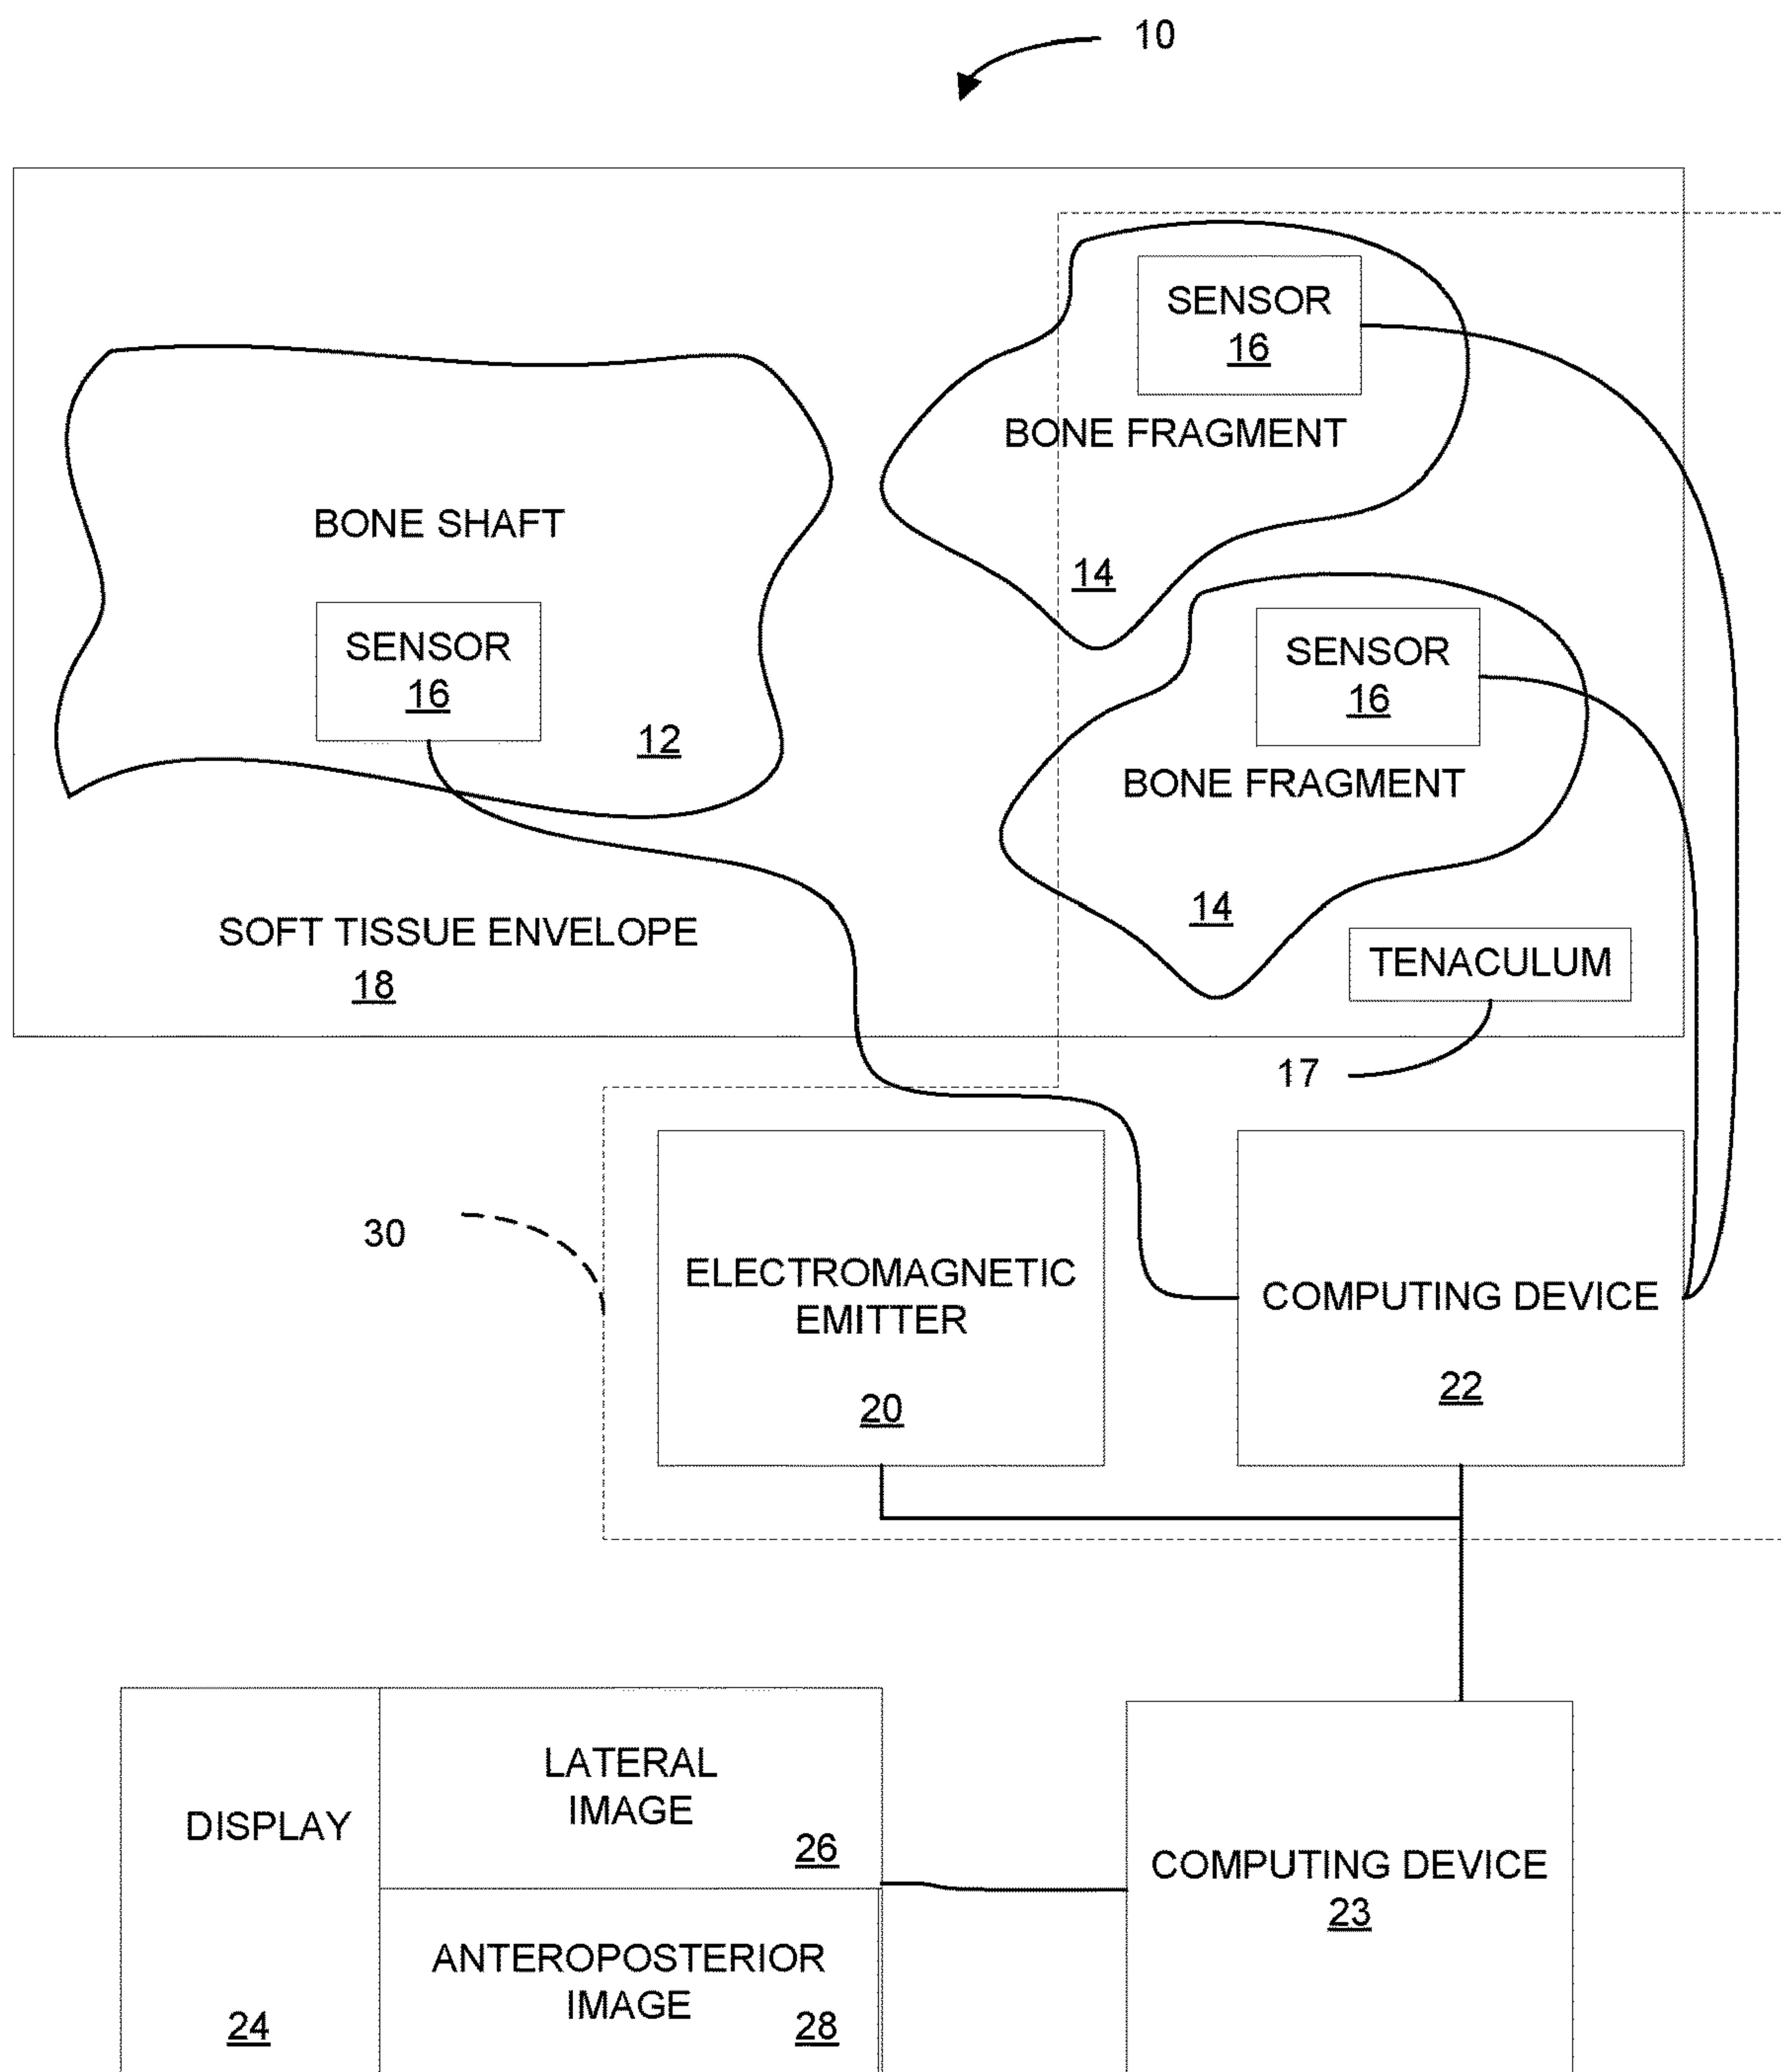 10
SENSOR
16
BONE FRAGMENT
14
BONE SHAFT
SENSOR
16
12
SENSOR
16
BONE FRAGMENT
14
SOFT TISSUE ENVELOPE
18
TENACULUM
17
30
ELECTROMAGNETIC
EMITTER
20
COMPUTING DEVICE
22
DISPLAY
24
LATERAL
IMAGE
26
ANTEROPOSTERIOR
IMAGE
28
COMPUTING DEVICE
23